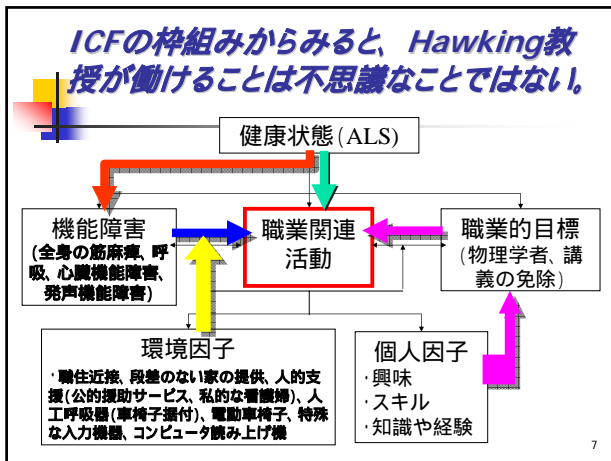 ICFの枠組みからみると、Hawking教
授が働けることは不思議なことではない。
健康状態(ALS)
機能障害
(全身の筋麻痺、呼
吸、心臓機能障害、
発声機能障害)
職業関連
活動
職業的目標
(物理学者、講
義の免除)
環境因子
・職住近接、段差のない家の提供、人的支
援(公的援助サービス、私的な看護婦)、人
工呼吸器(車椅子据付)、電動車椅子、特殊
な入力機器、コンピュータ読み上げ機
個人因子
・興味
・スキル
・知識や経験
7